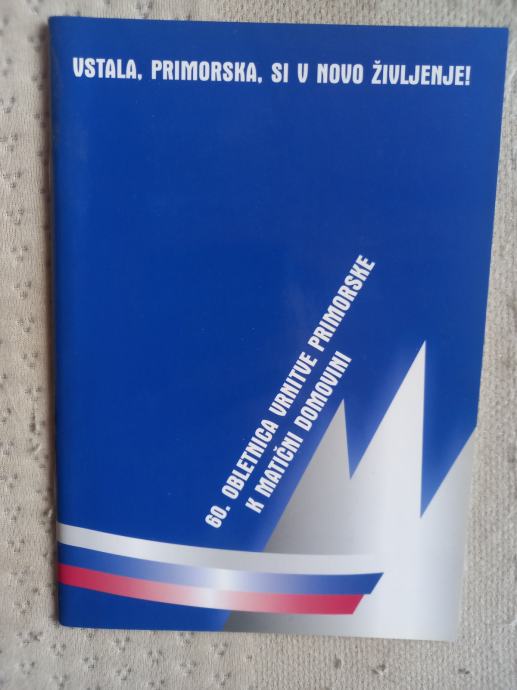 VSTALA, PRIMORSKA, SI V NOVO ŽIVLJENJE!
60. OBLETNICA VRNITVE PRIMORSKE
K MATIČNI DOMOVINI